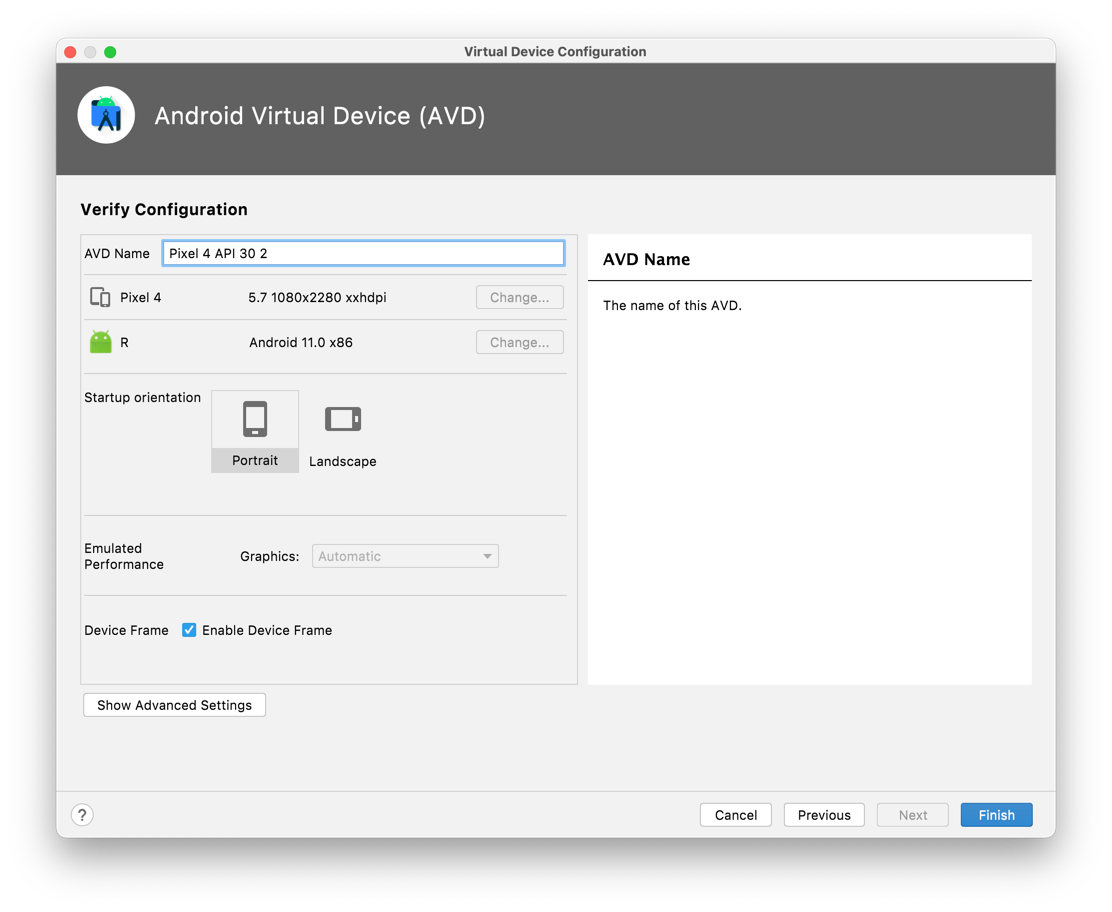 Virtual Device Configuration
Android Virtual Device (AVD)
Verify Configuration
AVD Name Pixel 4 API 30 2
Pixel 4 5.7 1080x2280 xxhdpi Change...
R Android 11.0 x86 Change...
Startup orientation
Portrait Landscape
Emulated
Performance
Graphics: Automatic
Device Frame Enable Device Frame
Show Advanced Settings
AVD Name
The name of this AVD.
? Cancel Previous Next Finish